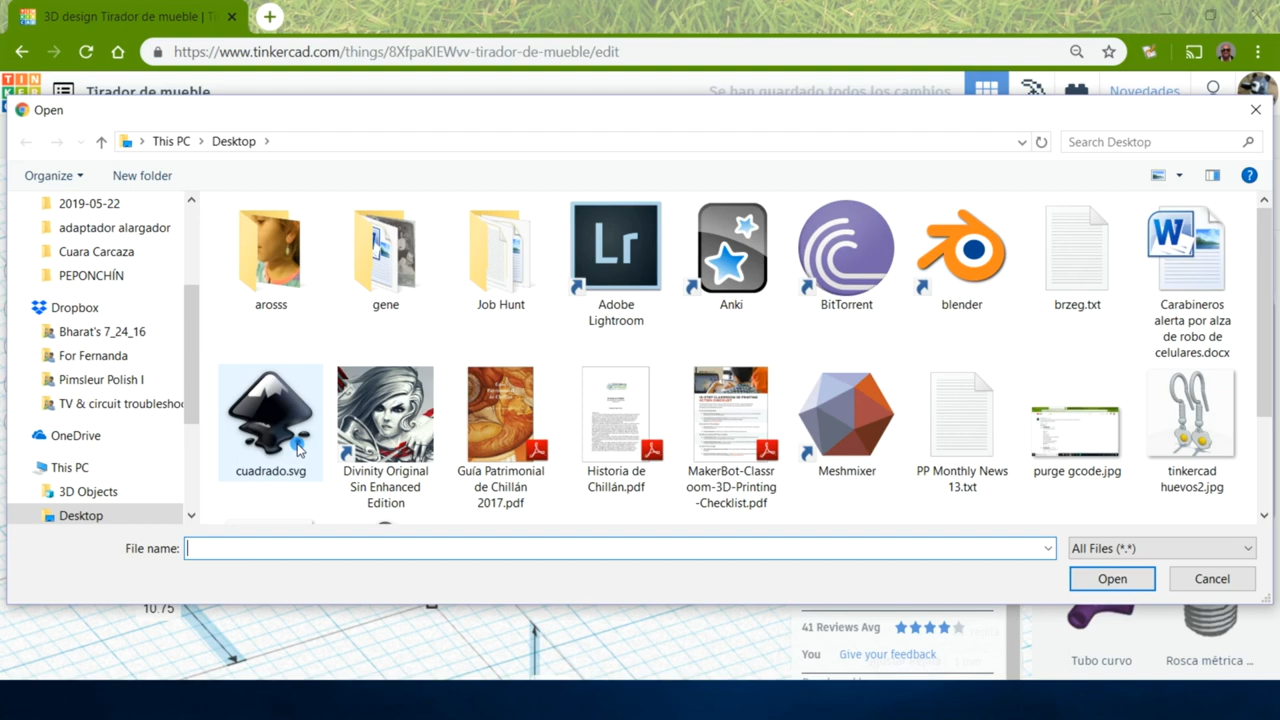 3D design Tirador de mueble | Ti
https://www.tinkercad.com/things/8XfpaKlEWvv-tirador-de-mueble/edit
Tirador de mueble
Se han guardado todos los cambios
Novedades
Open
This PC > Desktop >
Search Desktop
Organize
New folder
2019-05-22
adaptador alargador
Cuara Carcaza
PEPONCHÍN
Dropbox
Bharat's 7_24_16
For Fernanda
Pimsleur Polish I
TV & circuit troubleshoo
OneDrive
This PC
3D Objects
Desktop
arosss
gene
Job Hunt
Adobe
Lightroom
Anki
BitTorrent
blender
brzeg.txt
Carabineros
alerta por alza
de robo de
celulares.docx
cuadrado.svg
Divinity Original
Sin Enhanced
Edition
Guía Patrimonial
de Chillán
2017.pdf
Historia de
Chillán.pdf
MakerBot-Classr
oom-3D-Printing
-Checklist.pdf
Meshmixer
PP Monthly News
13.txt
purge gcode.jpg
tinkercad
huevos2.jpg
File name:
All Files (*.*)
Open
Cancel
10.75
41 Reviews Avg
You
Give your feedback
Tubo curvo
Rosca métrica ...